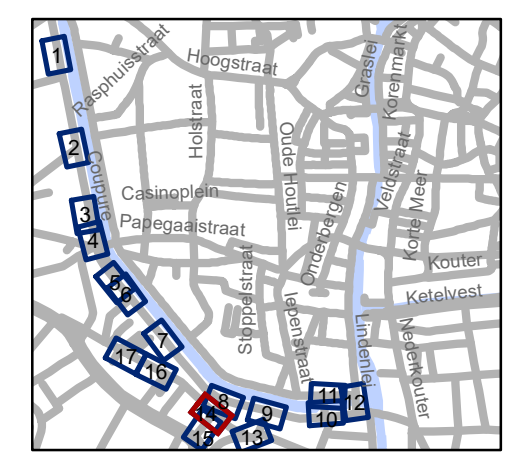 1
Rasphuisstraat
Hoogstraat
Graslei
Korenmarkt
2
Holstraat
Oude Houtlei
Coupure
Veldstraat
Casinoplein
Onderbergen
Korte Meer
3
Papegaaistraat
4
Stoppelstraat
Kouter
5
6
Ketelvest
Iepenstraat
Lindenlei
Nederkouter
7
17
16
8
11
12
14
9
10
15
13